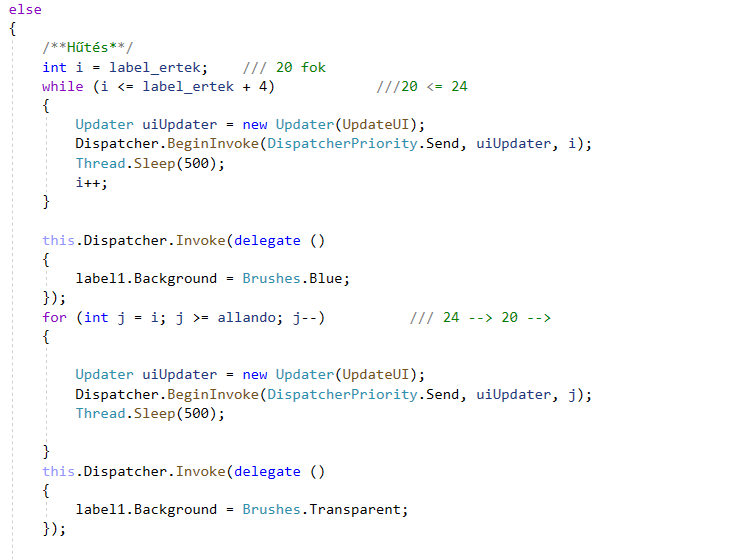 else
{
/**Hűtés**/
int i = label_ertek; /// 20 fok
while (i <= label_ertek + 4) ///20 <= 24
{
Updater uiUpdater = new Updater(UpdateUI);
Dispatcher.BeginInvoke(DispatcherPriority.Send, uiUpdater, i);
Thread.Sleep(500);
i++;
}
this.Dispatcher.Invoke(delegate ()
{
label1.Background = Brushes.Blue;
});
for (int j = i; j >= allando; j--) /// 24 --> 20 -->
{
Updater uiUpdater = new Updater(UpdateUI);
Dispatcher.BeginInvoke(DispatcherPriority.Send, uiUpdater, j);
Thread.Sleep(500);
}
this.Dispatcher.Invoke(delegate ()
{
label1.Background = Brushes.Transparent;
});